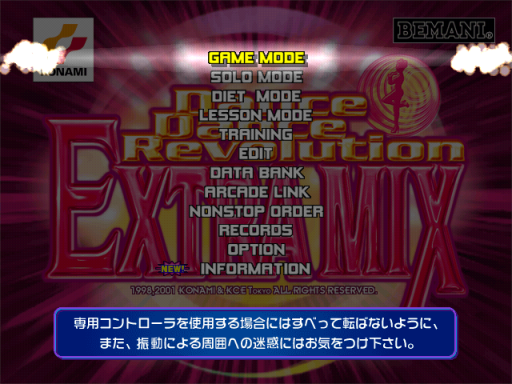 KONAMI
BEMANI®
GAME MODE
SOLO MODE
DIET MODE
LESSON MODE
TRAINING
EDIT
DATA BANK
ARCADE LINK
NONSTOP ORDER
RECORDS
OPTION
NEW! INFORMATION
Dance
Dance
Revolution
EXTRA MIX
1998,2001 KONAMI & KCE Tokyo ALL RIGHTS RESERVED.
専用コントローラを使用する場合にはすべって転ばないように、
また、振動による周囲への迷惑にはお気をつけ下さい。